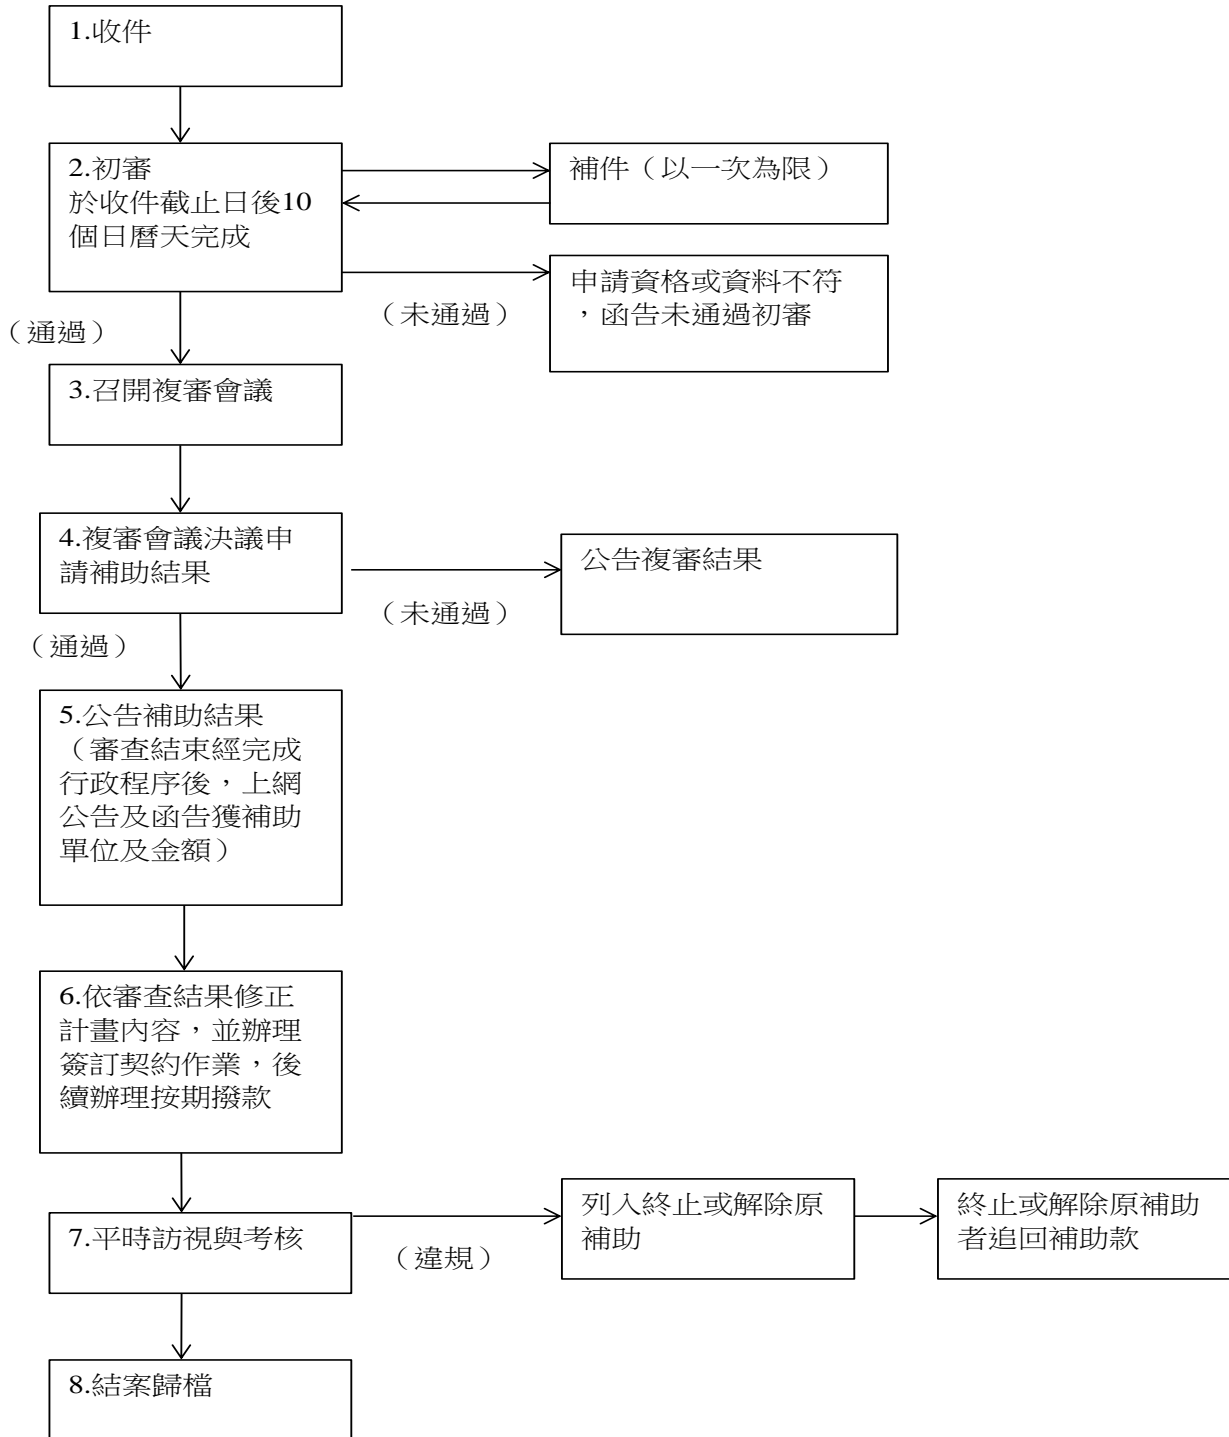 1.收件
2.初審
於收件截止日後10
個日曆天完成
補件（以一次為限）
申請資格或資料不符
，函告未通過初審
（未通過）
（通過）
3.召開複審會議
4.複審會議決議申
請補助結果
公告複審結果
（未通過）
（通過）
5.公告補助結果
（審查結束經完成
行政程序後，上網
公告及函告獲補助
單位及金額）
6.依審查結果修正
計畫內容，並辦理
簽訂契約作業，後
續辦理按期撥款
7.平時訪視與考核
（違規）
列入終止或解除原
補助
終止或解除原補助
者追回補助款
8.結案歸檔